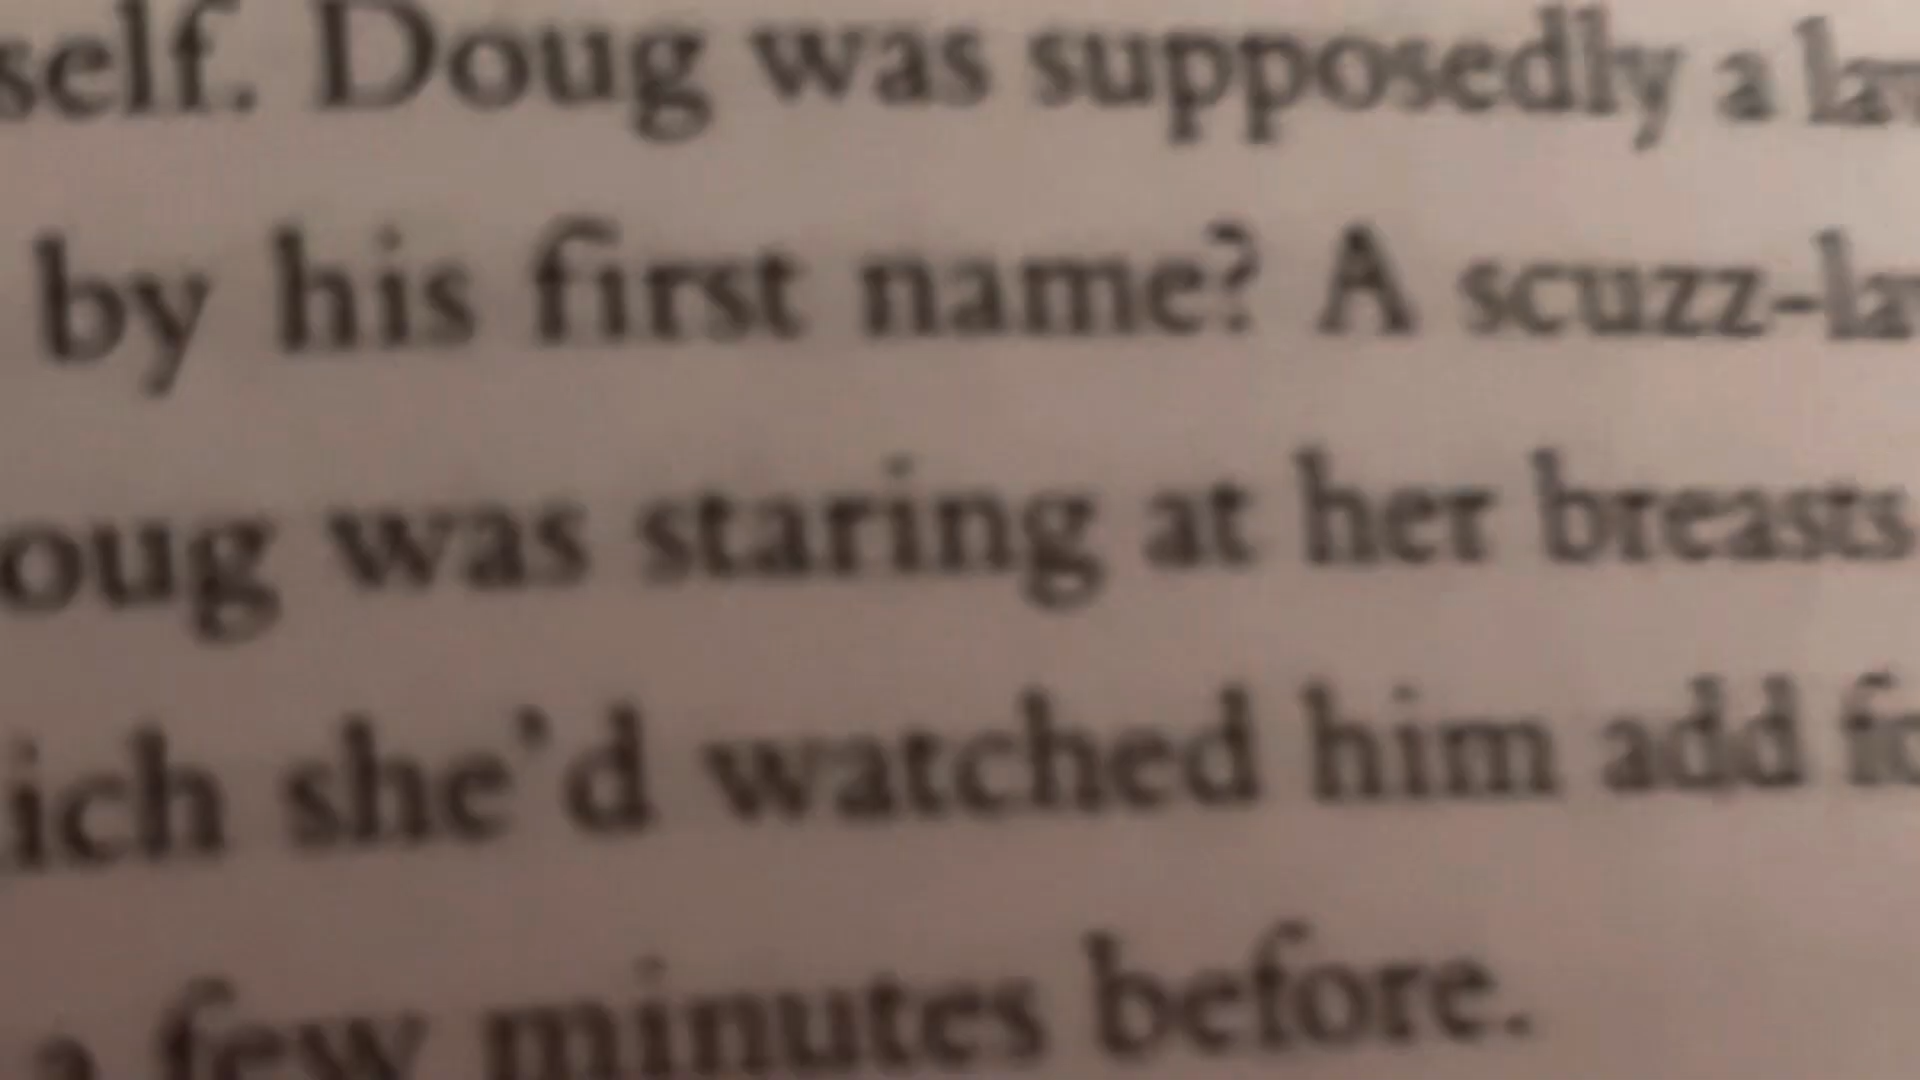 self. Doug was supposedly a
by his first name? A scuzz-
oug was staring at her breasts
ich she'd watched him add
a few minutes before.